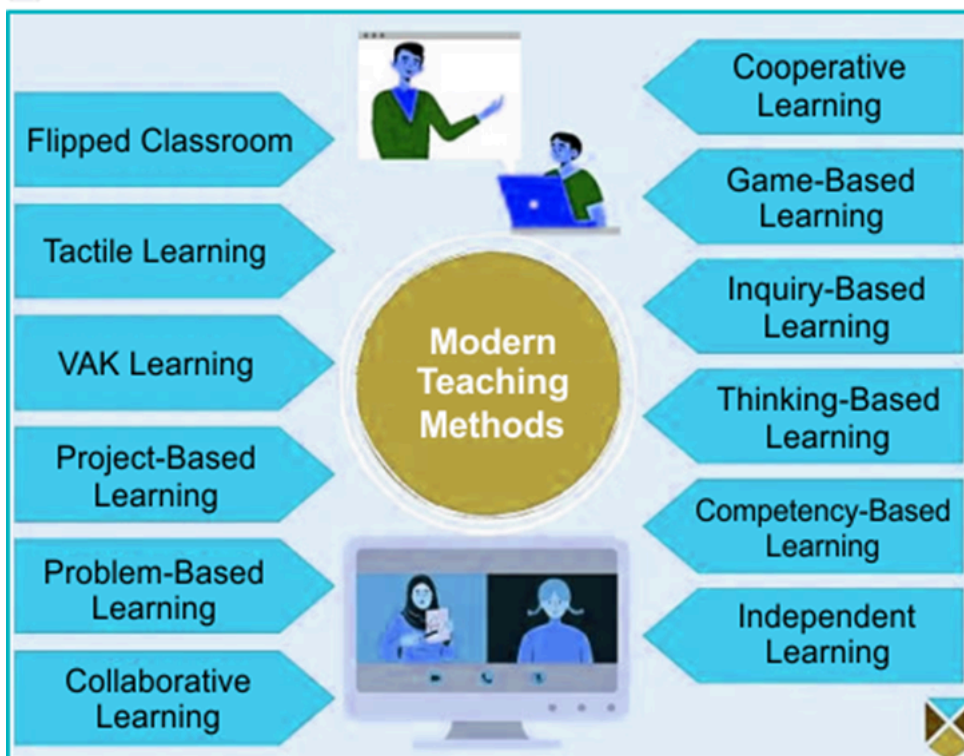 Flipped Classroom
Tactile Learning
VAK Learning
Project-Based
Learning
Problem-Based
Learning
Collaborative
Learning
Modern
Teaching
Methods
Cooperative
Learning
Game-Based
Learning
Inquiry-Based
Learning
Thinking-Based
Learning
Competency-Based
Learning
Independent
Learning